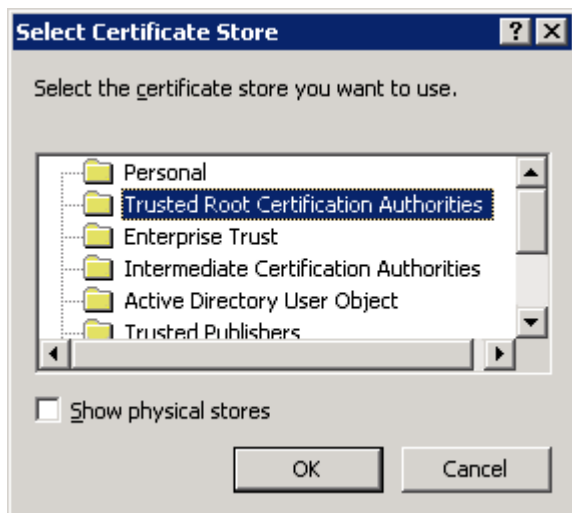 Select Certificate Store
?
Select the certificate store you want to use.
Personal
Trusted Root Certification Authorities
Enterprise Trust
Intermediate Certification Authorities
Active Directory User Object
Trusted Publishers
Show physical stores
OK Cancel